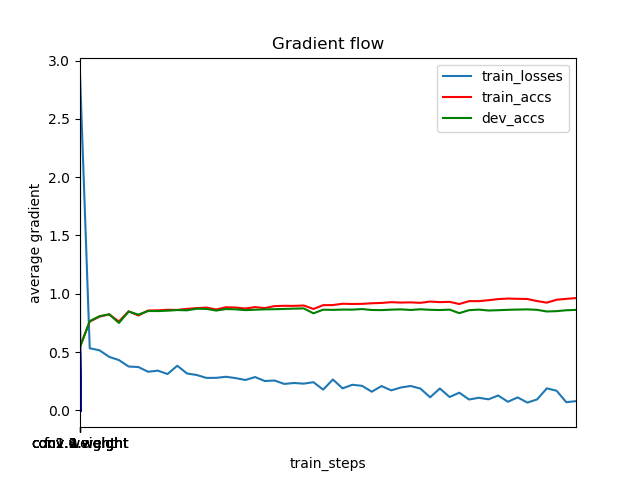 Gradient flow
train_losses
train_accs
dev_accs
3.0
2.5
2.0
1.5
1.0
0.5
0.0
average gradient
train_steps